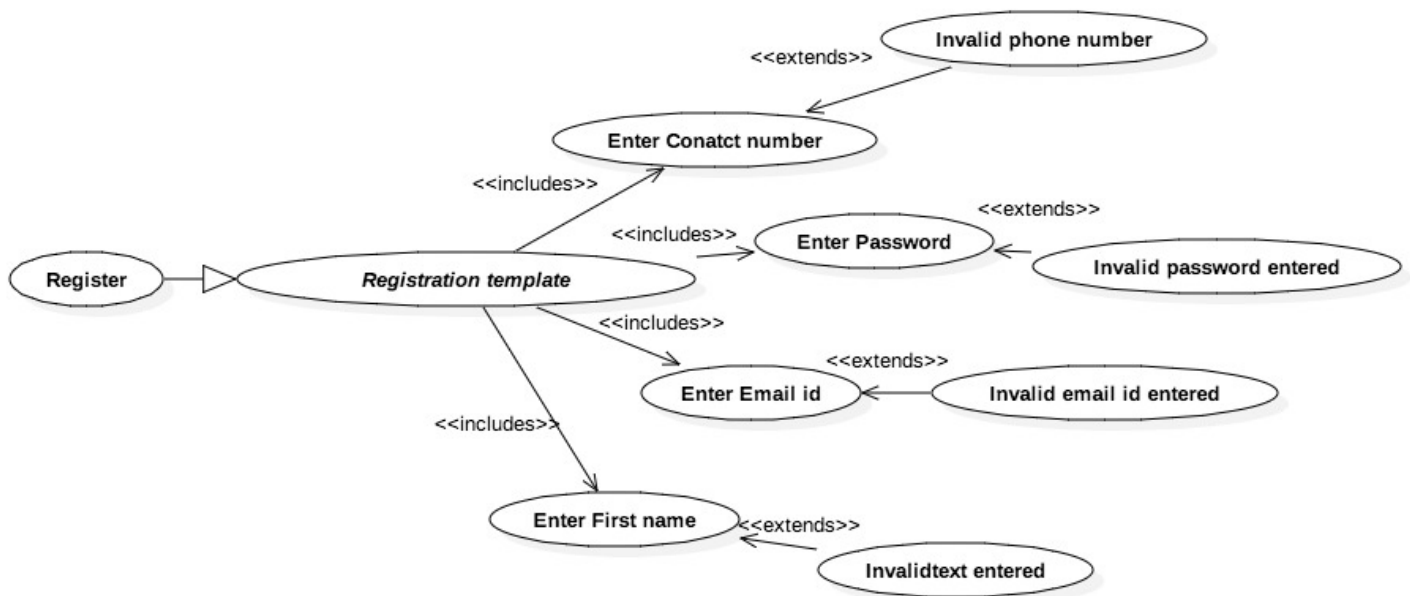 Invalid phone number
<<extends>>
Enter Conatct number
<<includes>>
<<extends>>
<<includes>>
Enter Password
Invalid password entered
Register
Registration template
<<includes>>
<<extends>>
Enter Email id
Invalid email id entered
<<includes>>
Enter First name
<<extends>>
Invalidtext entered